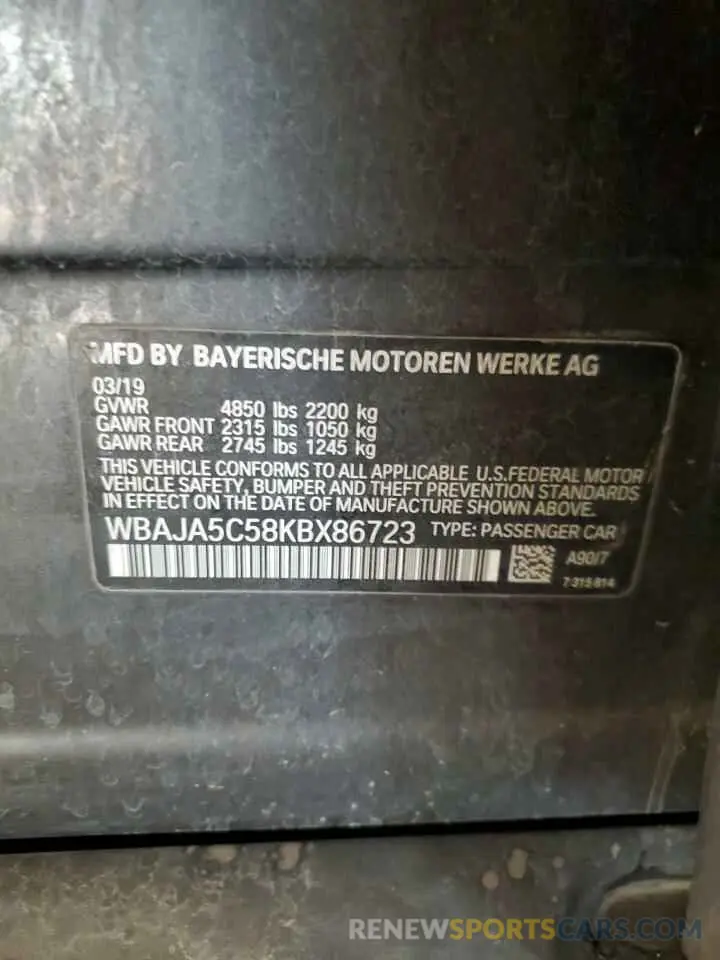 MFD BY BAYERISCHE MOTOREN WERKE AG
03/19
GVWR 4850 lbs 2200 kg
GAWR FRONT 2315 lbs 1050 kg
GAWR REAR 2745 lbs 1245 kg
THIS VEHICLE CONFORMS TO ALL APPLICABLE U.S.FEDERAL MOTOR
VEHICLE SAFETY, BUMPER AND THEFT PREVENTION STANDARDS
IN EFFECT ON THE DATE OF MANUFACTURE SHOWN ABOVE.
WBAJA5C58KBX86723 TYPE: PASSENGER CAR
A90/7
7 315 814
RENEWSPORTSCARS.COM